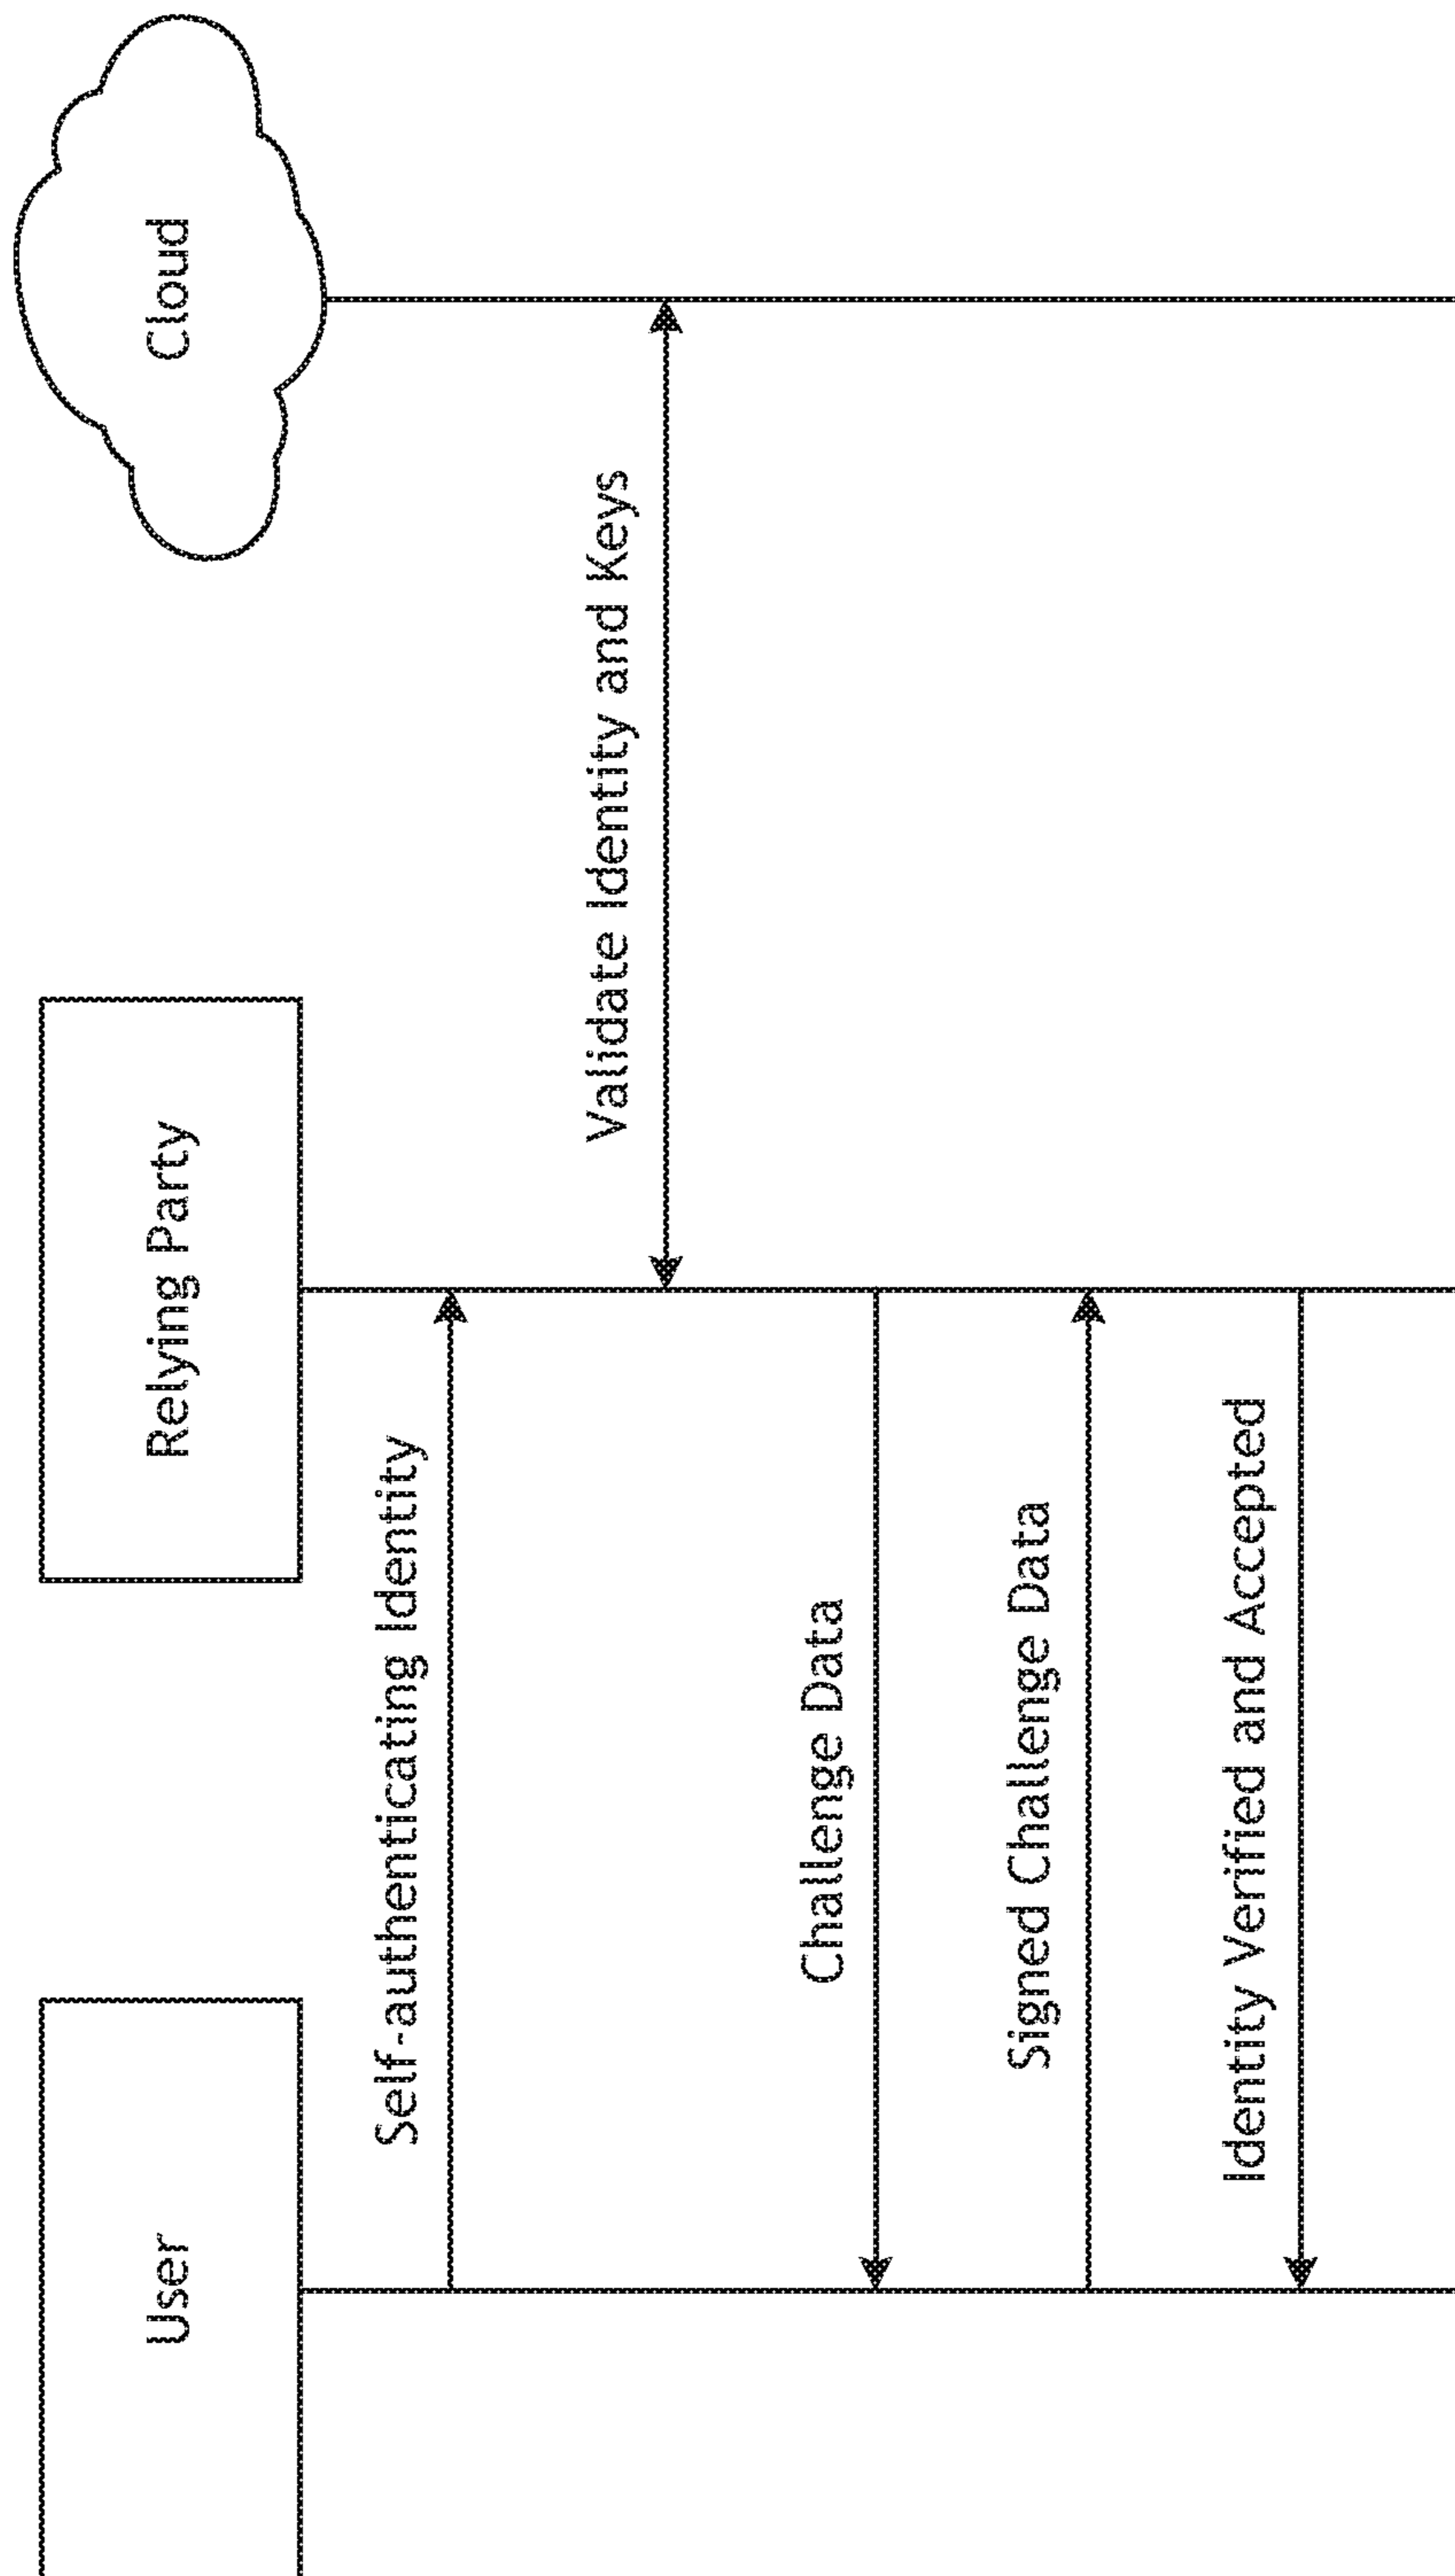 User
Relying Party
Cloud
Self-authenticating Identity
Validate Identity and Keys
Challenge Data
Signed Challenge Data
Identity Verified and Accepted